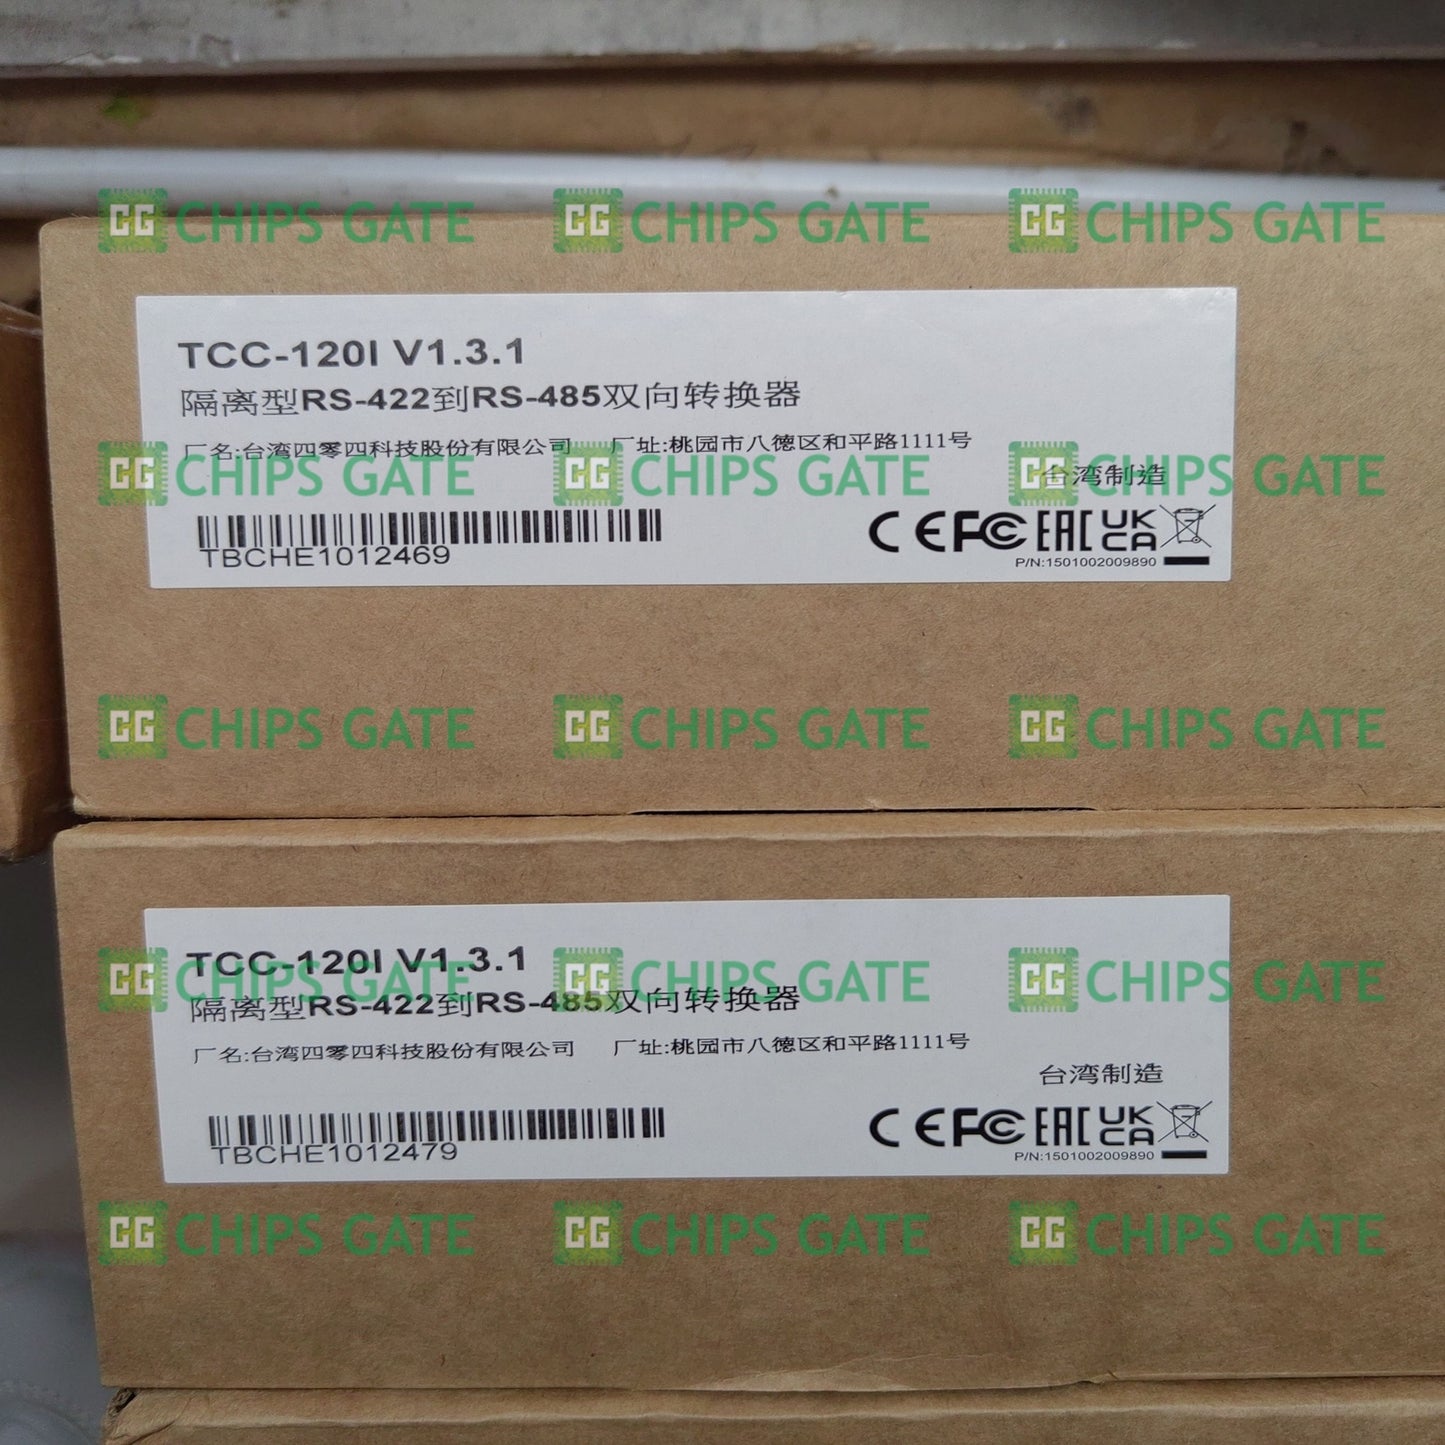 CG CHIPS GATE CG CHIPS GATE CG CHIPS GATE
TCC-120I V1.3.1
隔离型RS-422到RS-485双向转换器
厂名:台湾四零四科技股份有限公司 厂址:桃园市八德区和平路1111号
CG CHIPS GATE CG CHIPS GATE CG CHIPS GATE
台湾制造
TBCHE1012469
CE FC EAC UKCA
P/N:1501002009890
CG CHIPS GATE CG CHIPS GATE CG CHIPS GATE
TCC-120I V1.3.1
CG CHIPS GATE CG CHIPS GATE CG CHIPS GATE
隔离型RS-422到RS-485双向转换器
厂名:台湾四零四科技股份有限公司 厂址:桃园市八德区和平路1111号
台湾制造
TBCHE1012479
CE FC EAC UKCA
P/N:1501002009890
CG CHIPS GATE CG CHIPS GATE CG CHIPS GATE